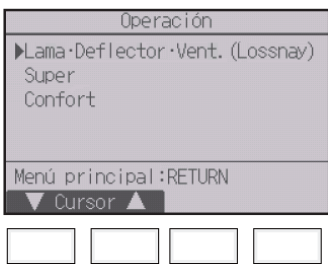 Operación
▶Lama·Deflector·Vent.(Lossnay)
Super
Confort
Menú principal:RETURN
▼ Cursor ▲